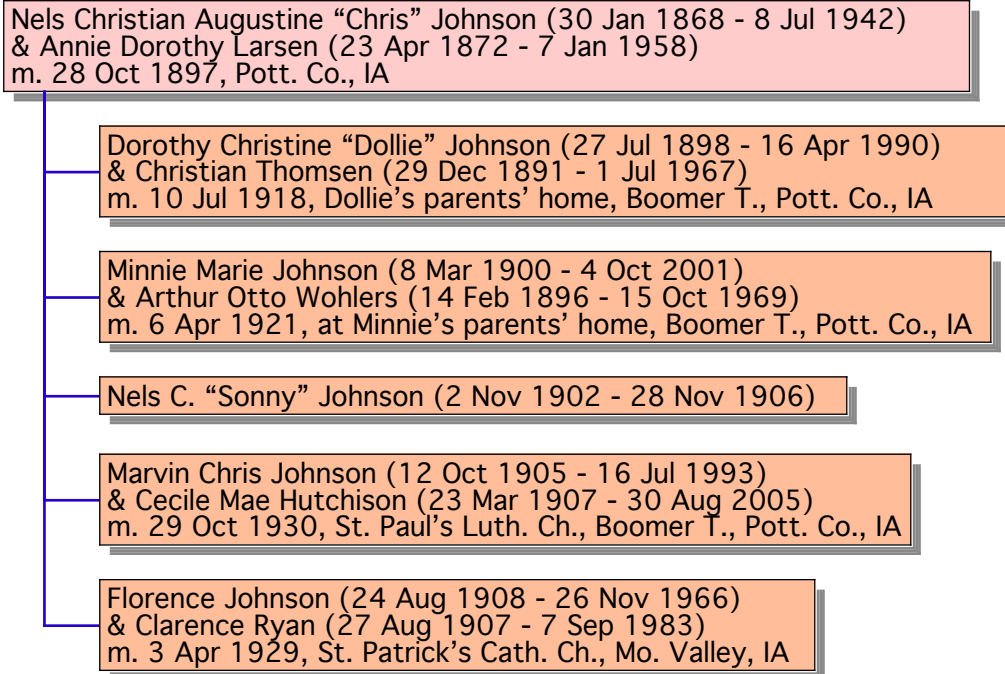 Nels Christian Augustine “Chris” Johnson (30 Jan 1868 - 8 Jul 1942)
& Annie Dorothy Larsen (23 Apr 1872 - 7 Jan 1958)
m. 28 Oct 1897, Pott. Co., IA
Dorothy Christine “Dollie” Johnson (27 Jul 1898 - 16 Apr 1990)
& Christian Thomsen (29 Dec 1891 - 1 Jul 1967)
m. 10 Jul 1918, Dollie’s parents’ home, Boomer T., Pott. Co., IA
Minnie Marie Johnson (8 Mar 1900 - 4 Oct 2001)
& Arthur Otto Wohlers (14 Feb 1896 - 15 Oct 1969)
m. 6 Apr 1921, at Minnie’s parents’ home, Boomer T., Pott. Co., IA
Nels C. “Sonny” Johnson (2 Nov 1902 - 28 Nov 1906)
Marvin Chris Johnson (12 Oct 1905 - 16 Jul 1993)
& Cecile Mae Hutchison (23 Mar 1907 - 30 Aug 2005)
m. 29 Oct 1930, St. Paul’s Luth. Ch., Boomer T., Pott. Co., IA
Florence Johnson (24 Aug 1908 - 26 Nov 1966)
& Clarence Ryan (27 Aug 1907 - 7 Sep 1983)
m. 3 Apr 1929, St. Patrick’s Cath. Ch., Mo. Valley, IA